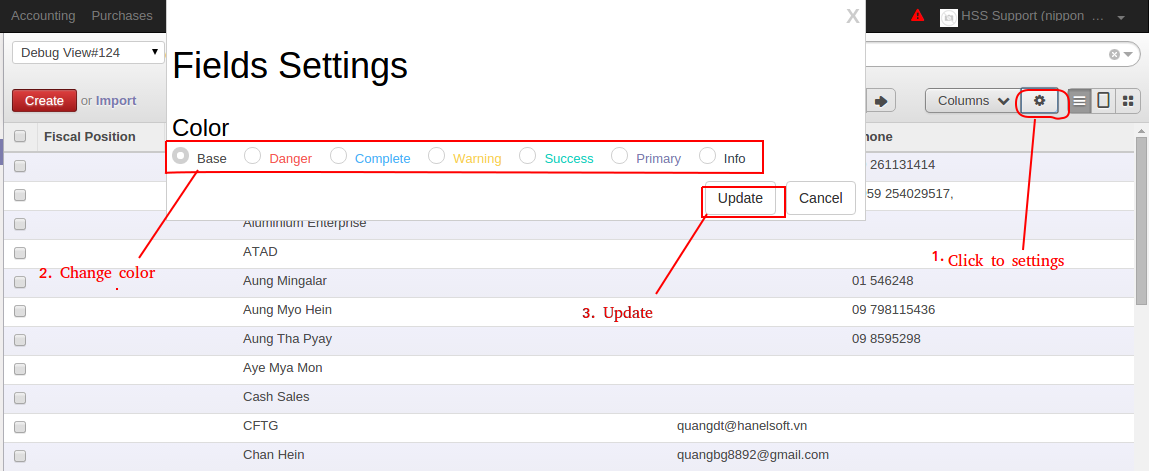 Accounting Purchases X HSS Support (nippon_...
Debug View#124
Fields Settings
Create or Import Columns
Color
Fiscal Position
Base Danger Complete Warning Success Primary Info
261131414
59 254029517,
Update Cancel
Aluminium Enterprise
ATAD
1. Click to settings
2. Change color
.
Aung Mingalar 01 546248
Aung Myo Hein 09 798115436
3. Update
Aung Tha Pyay 09 8595298
Aye Mya Mon
Cash Sales
CFTG quangdt@hanelsoft.vn
Chan Hein quangbg8892@gmail.com